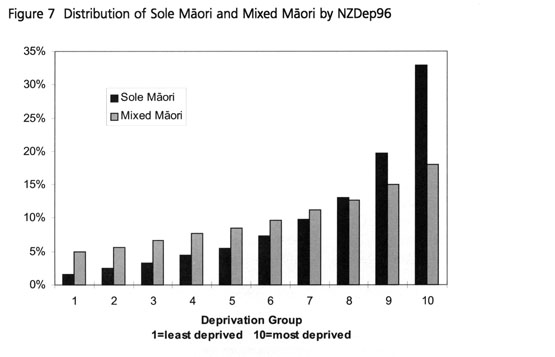 Figure 7 Distribution of Sole Māori and Mixed Māori by NZDep96
35%
30%
25%
20%
15%
10%
5%
0%
Sole Māori
Mixed Māori
1 2 3 4 5 6 7 8 9 10
Deprivation Group
1=least deprived 10=most deprived